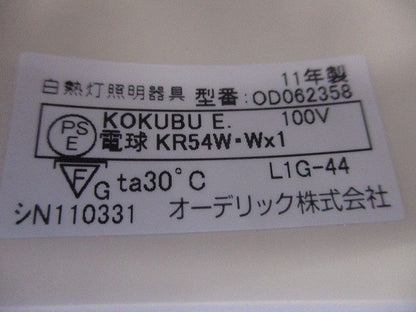 11年製
白熱灯照明器具 型番:OD062358
PS E KOKUBU E. 100V
電球 KR54W・Wx1
F G ta30°C L1G-44
シN110331 オーデリック株式会社